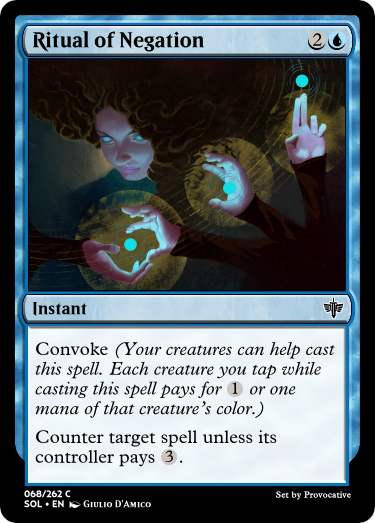 Ritual of Negation 2
Instant
Convoke (Your creatures can help cast
this spell. Each creature you tap while
casting this spell pays for 1 or one
mana of that creature's color.)
Counter target spell unless its
controller pays 3.
068/262 C
SOL • EN Giulio D'Amico
Set by Provocative